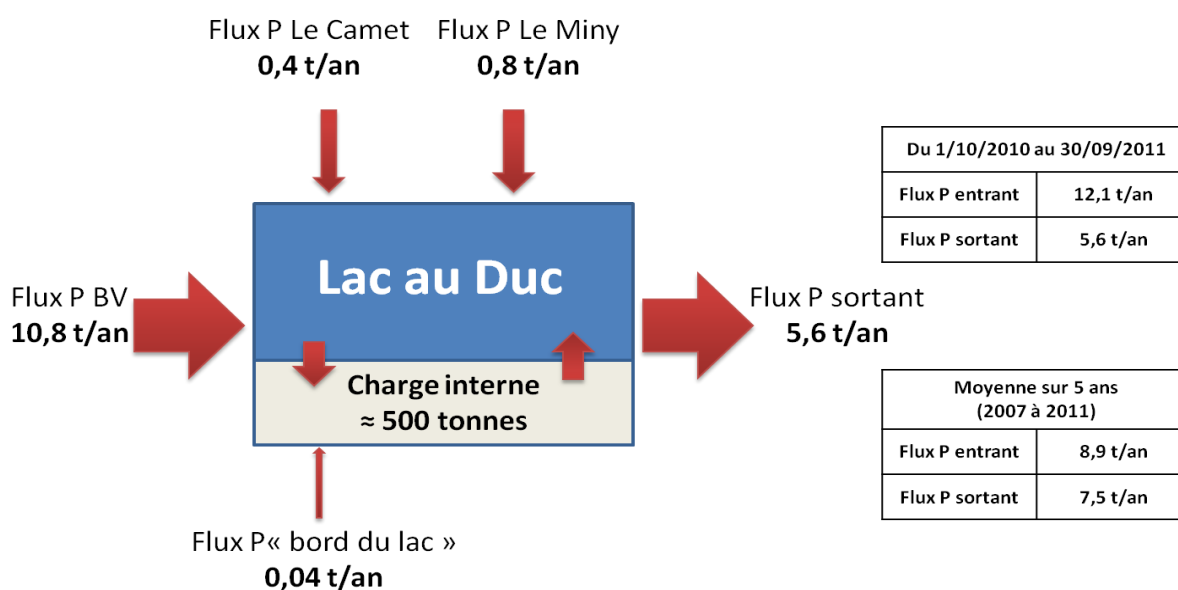 Flux P Le Camet
0,4 t/an
Flux P Le Miny
0,8 t/an
Flux P BV
10,8 t/an
Lac au Duc
Charge interne
≈ 500 tonnes
Flux P sortant
5,6 t/an
Flux P« bord du lac »
0,04 t/an
Du 1/10/2010 au 30/09/2011
Flux P entrant 12,1 t/an
Flux P sortant 5,6 t/an
Moyenne sur 5 ans
(2007 à 2011)
Flux P entrant 8,9 t/an
Flux P sortant 7,5 t/an